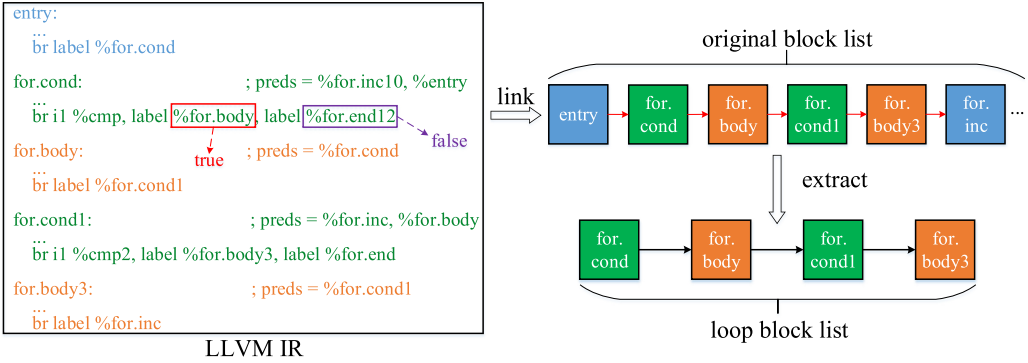 entry:
...
br label %for.cond
for.cond: ; preds = %for.inc10, %entry
...
br i1 %cmp, label %for.body, label %for.end12
true
false
for.body: ; preds = %for.cond
...
br label %for.cond1
for.cond1: ; preds = %for.inc, %for.body
...
br i1 %cmp2, label %for.body3, label %for.end
for.body3: ; preds = %for.cond1
...
br label %for.inc
LLVM IR
link
original block list
entry
for.
cond
for.
body
for.
cond1
for.
body3
for.
inc
...
extract
for.
cond
for.
body
for.
cond1
for.
body3
loop block list